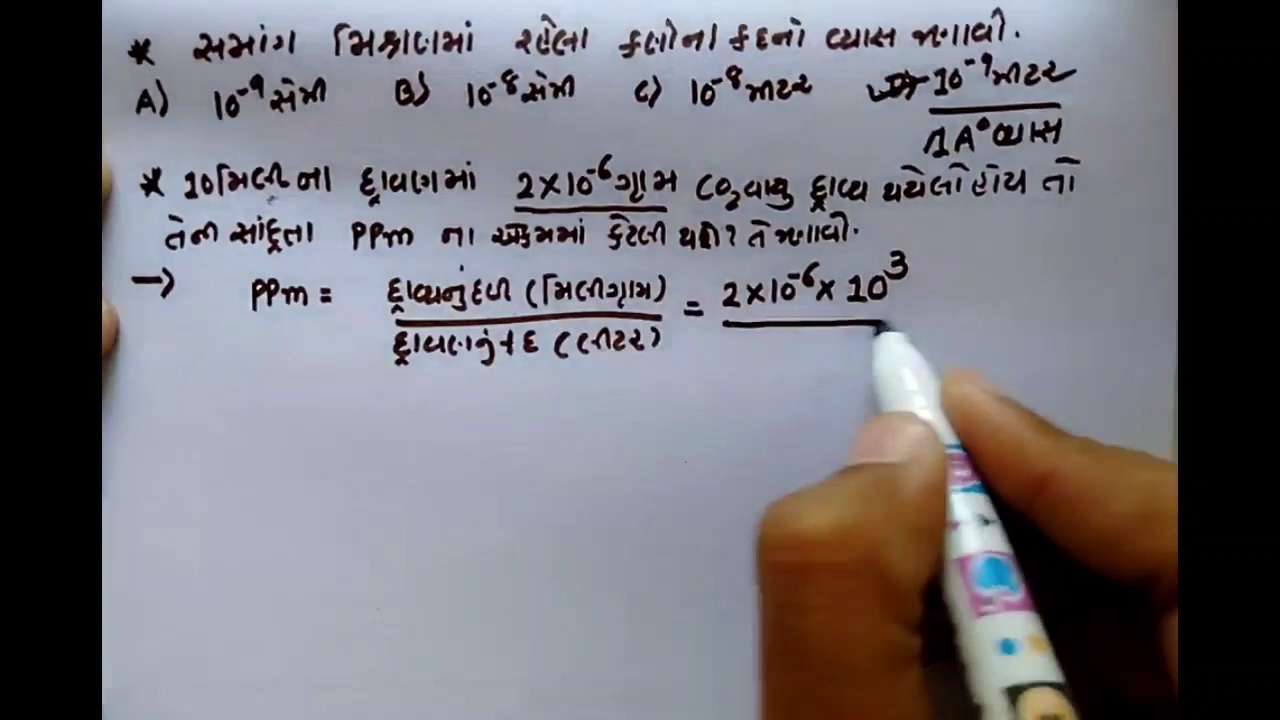 * સમાંગ મિશ્રણમાં રહેલા કણોના કદનો વ્યાસ જણાવો.
A) 10⁻⁹ સેમી B) 10⁻⁸ સેમી C) 10⁻⁸ મીટર D) 10⁻⁹ મીટર
1A° વ્યાસ
* 10 મિલી ના દ્રાવણમાં 2×10⁻⁶ ગ્રામ CO₂ વાયુ દ્રાવ્ય થયેલો હોય તો
તેની સાંદ્રતા PPm ના એકમમાં કેટલી થશે? તે જણાવો.
→ PPm = દ્રાવ્યનું દળ (મિલીગ્રામ) / દ્રાવણનું કદ (લીટર) = 2×10⁻⁶ × 10³